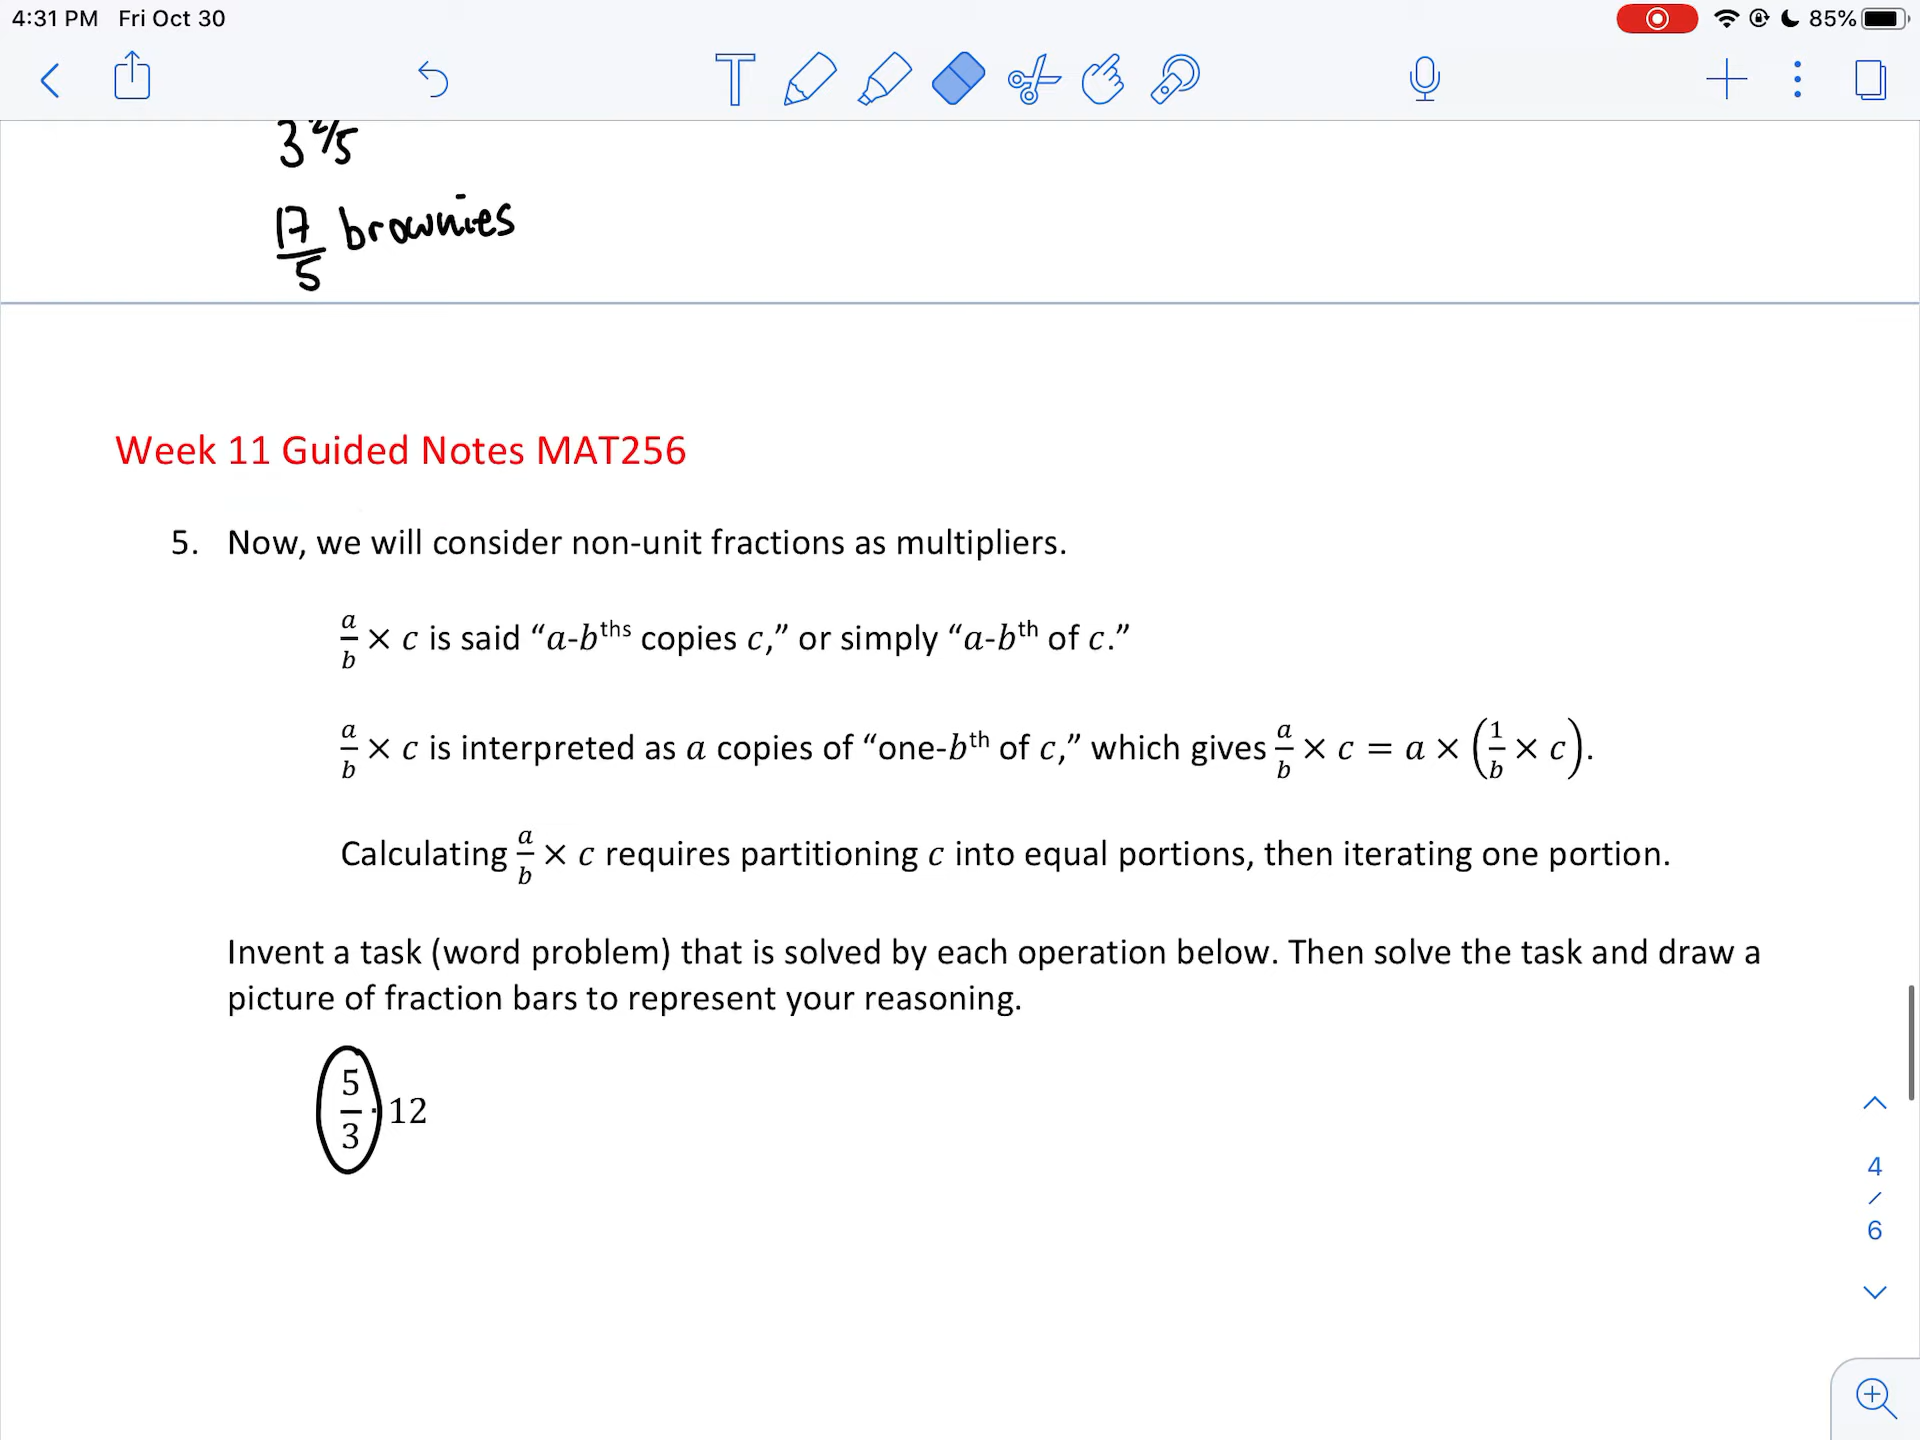 4:31 PM Fri Oct 30 85%
T
3 2/5
17/5 brownies
Week 11 Guided Notes MAT256
5. Now, we will consider non-unit fractions as multipliers.
a/b × c is said “a-bᵗʰˢ copies c,” or simply “a-bᵗʰ of c.”
a/b × c is interpreted as a copies of “one-bᵗʰ of c,” which gives a/b × c = a × (1/b × c).
Calculating a/b × c requires partitioning c into equal portions, then iterating one portion.
Invent a task (word problem) that is solved by each operation below. Then solve the task and draw a
picture of fraction bars to represent your reasoning.
5/3 · 12
4
/
6